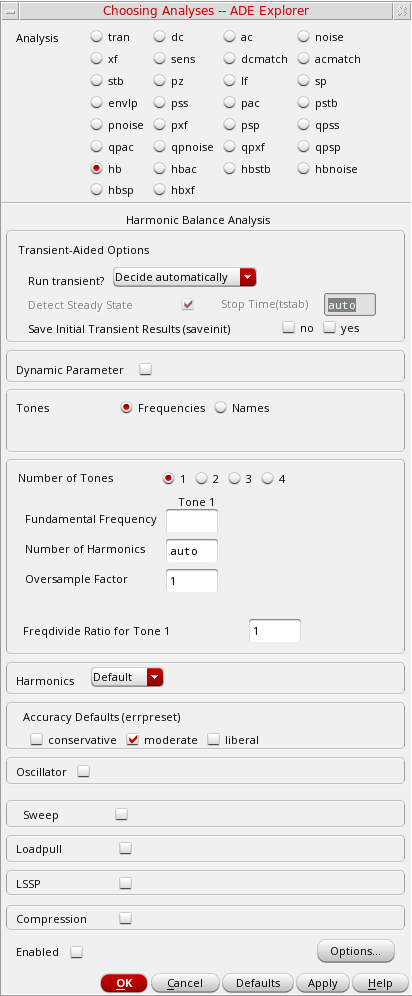 Choosing Analyses -- ADE Explorer
Analysis tran dc ac noise
xf sens dcmatch acmatch
stb pz lf sp
envlp pss pac pstb
pnoise pxf psp qpss
qpac qpnoise qpxf qpsp
hb hbac hbstb hbnoise
hbsp hbxf
Harmonic Balance Analysis
Transient-Aided Options
Run transient? Decide automatically
Detect Steady State Stop Time(tstab) auto
Save Initial Transient Results (saveinit) no yes
Dynamic Parameter
Tones Frequencies Names
Number of Tones 1 2 3 4
Tone 1
Fundamental Frequency
Number of Harmonics auto
Oversample Factor 1
Freqdivide Ratio for Tone 1 1
Harmonics Default
Accuracy Defaults (errpreset)
conservative moderate liberal
Oscillator
Sweep
Loadpull
LSSP
Compression
Enabled Options...
OK Cancel Defaults Apply Help